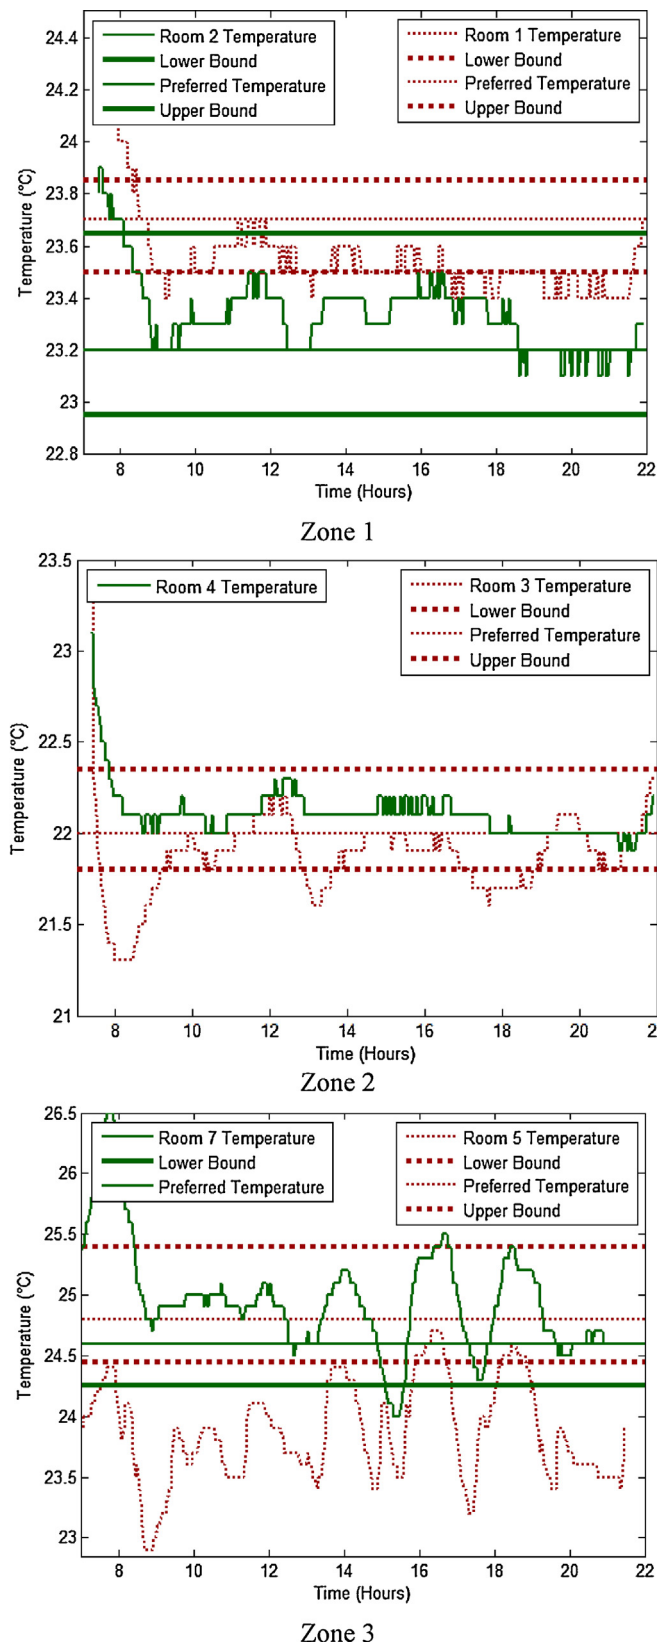 24.4
24.2
24
23.8
23.6
23.4
23.2
23
22.8
Temperature (°C)
Room 2 Temperature
Lower Bound
Preferred Temperature
Upper Bound
Room 1 Temperature
Lower Bound
Preferred Temperature
Upper Bound
8 10 12 14 16 18 20 22
Time (Hours)
Zone 1
23.5
23
22.5
22
21.5
21
Temperature (°C)
Room 4 Temperature
Room 3 Temperature
Lower Bound
Preferred Temperature
Upper Bound
8 10 12 14 16 18 20 2
Time (Hours)
Zone 2
26.5
26
25.5
25
24.5
24
23.5
23
Temperature (°C)
Room 7 Temperature
Lower Bound
Preferred Temperature
Room 5 Temperature
Lower Bound
Preferred Temperature
Upper Bound
8 10 12 14 16 18 20 22
Time (Hours)
Zone 3